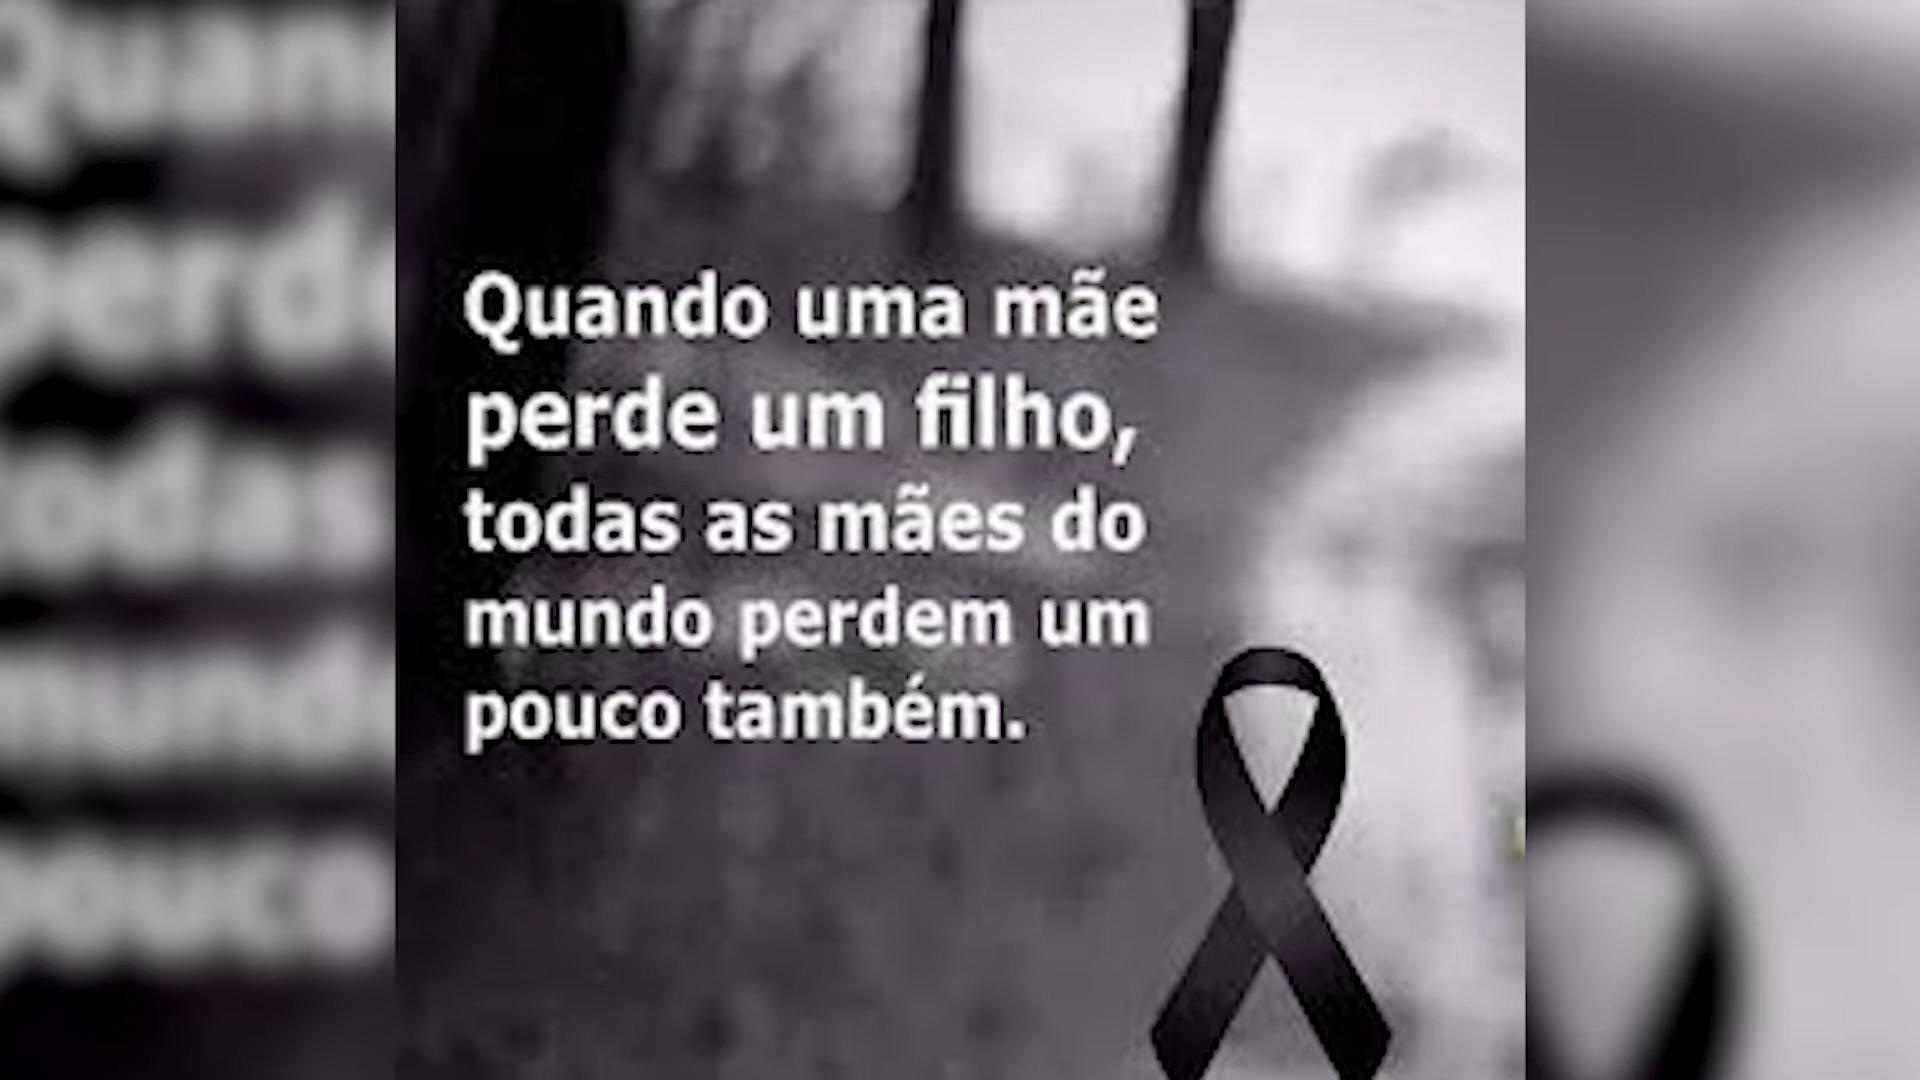 Quando uma mãe
perde um filho,
todas as mães do
mundo perdem um
pouco também.